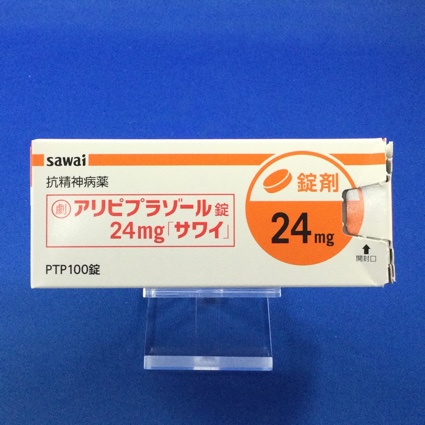 sawai
抗精神病薬
劇 アリピプラゾール錠
24mg「サワイ」
PTP100錠
錠剤
24mg
開封口